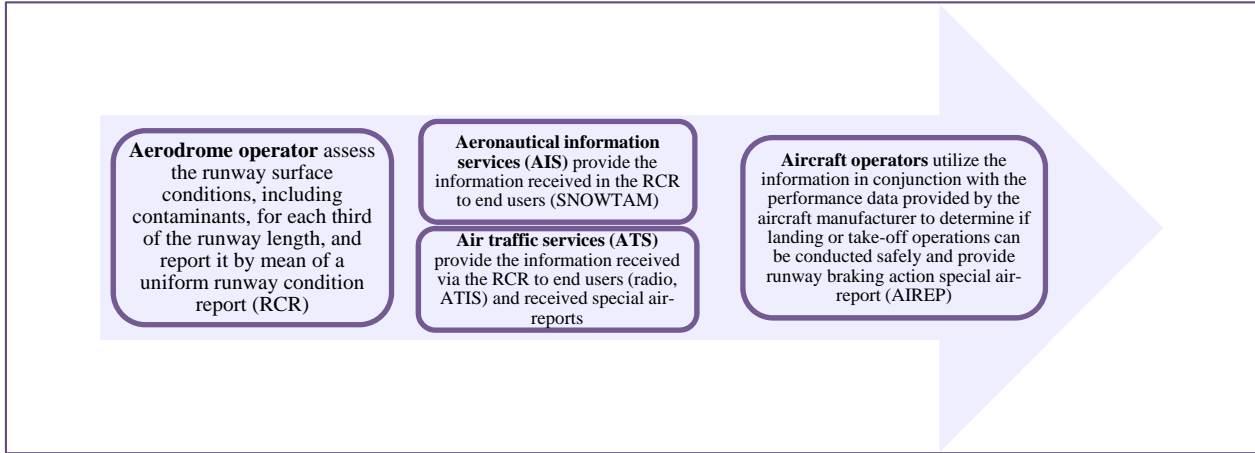 Aerodrome operator assess
the runway surface
conditions, including
contaminants, for each third
of the runway length, and
report it by mean of a
uniform runway condition
report (RCR)
Aeronautical information
services (AIS) provide the
information received in the RCR
to end users (SNOWTAM)
Air traffic services (ATS)
provide the information received
via the RCR to end users (radio,
ATIS) and received special air-
reports
Aircraft operators utilize the
information in conjunction with the
performance data provided by the
aircraft manufacturer to determine if
landing or take-off operations can
be conducted safely and provide
runway braking action special air-
report (AIREP)